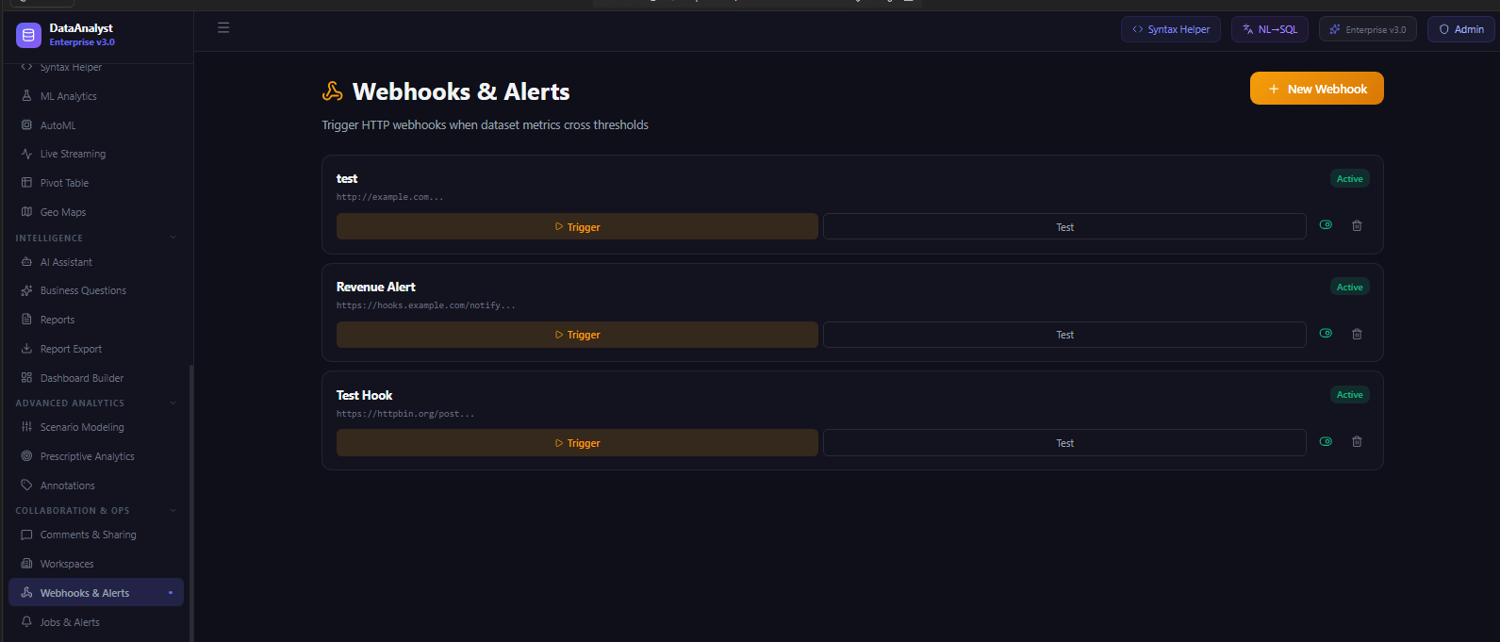 DataAnalyst
Enterprise v3.0
Syntax Helper
NL→SQL
Enterprise v3.0
Admin
Syntax Helper
ML Analytics
AutoML
Live Streaming
Pivot Table
Geo Maps
INTELLIGENCE
AI Assistant
Business Questions
Reports
Report Export
Dashboard Builder
ADVANCED ANALYTICS
Scenario Modeling
Prescriptive Analytics
Annotations
COLLABORATION & OPS
Comments & Sharing
Workspaces
Webhooks & Alerts
Jobs & Alerts
Webhooks & Alerts
+ New Webhook
Trigger HTTP webhooks when dataset metrics cross thresholds
test
Active
http://example.com...
Trigger
Test
Revenue Alert
Active
https://hooks.example.com/notify...
Trigger
Test
Test Hook
Active
https://httpbin.org/post...
Trigger
Test